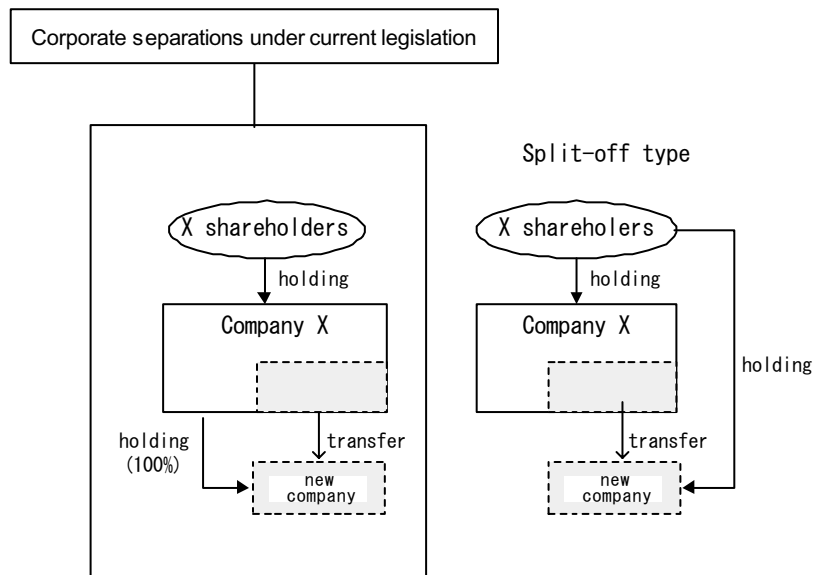 Corporate separations under current legislation
Split-off type
X shareholders
holding
Company X
holding
(100%)
transfer
new
company
X shareholers
holding
Company X
holding
transfer
new
company